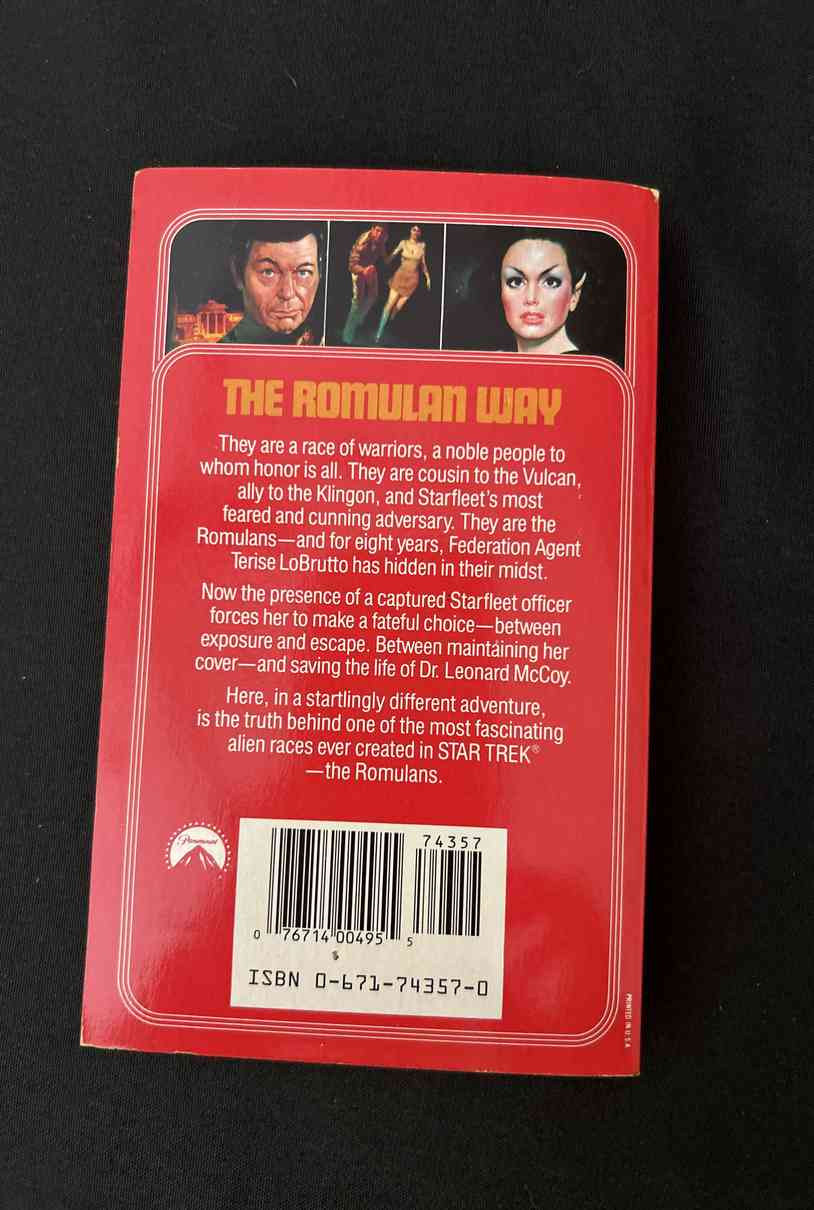 THE ROMULAN WAY
They are a race of warriors, a noble people to
whom honor is all. They are cousin to the Vulcan,
ally to the Klingon, and Starfleet's most
feared and cunning adversary. They are the
Romulans—and for eight years, Federation Agent
Terise LoBrutto has hidden in their midst.
Now the presence of a captured Starfleet officer
forces her to make a fateful choice—between
exposure and escape. Between maintaining her
cover—and saving the life of Dr. Leonard McCoy.
Here, in a startlingly different adventure,
is the truth behind one of the most fascinating
alien races ever created in STAR TREK®
—the Romulans.
Paramount
74357
0 76714 00495 5
ISBN 0-671-74357-0
PRINTED IN U.S.A.